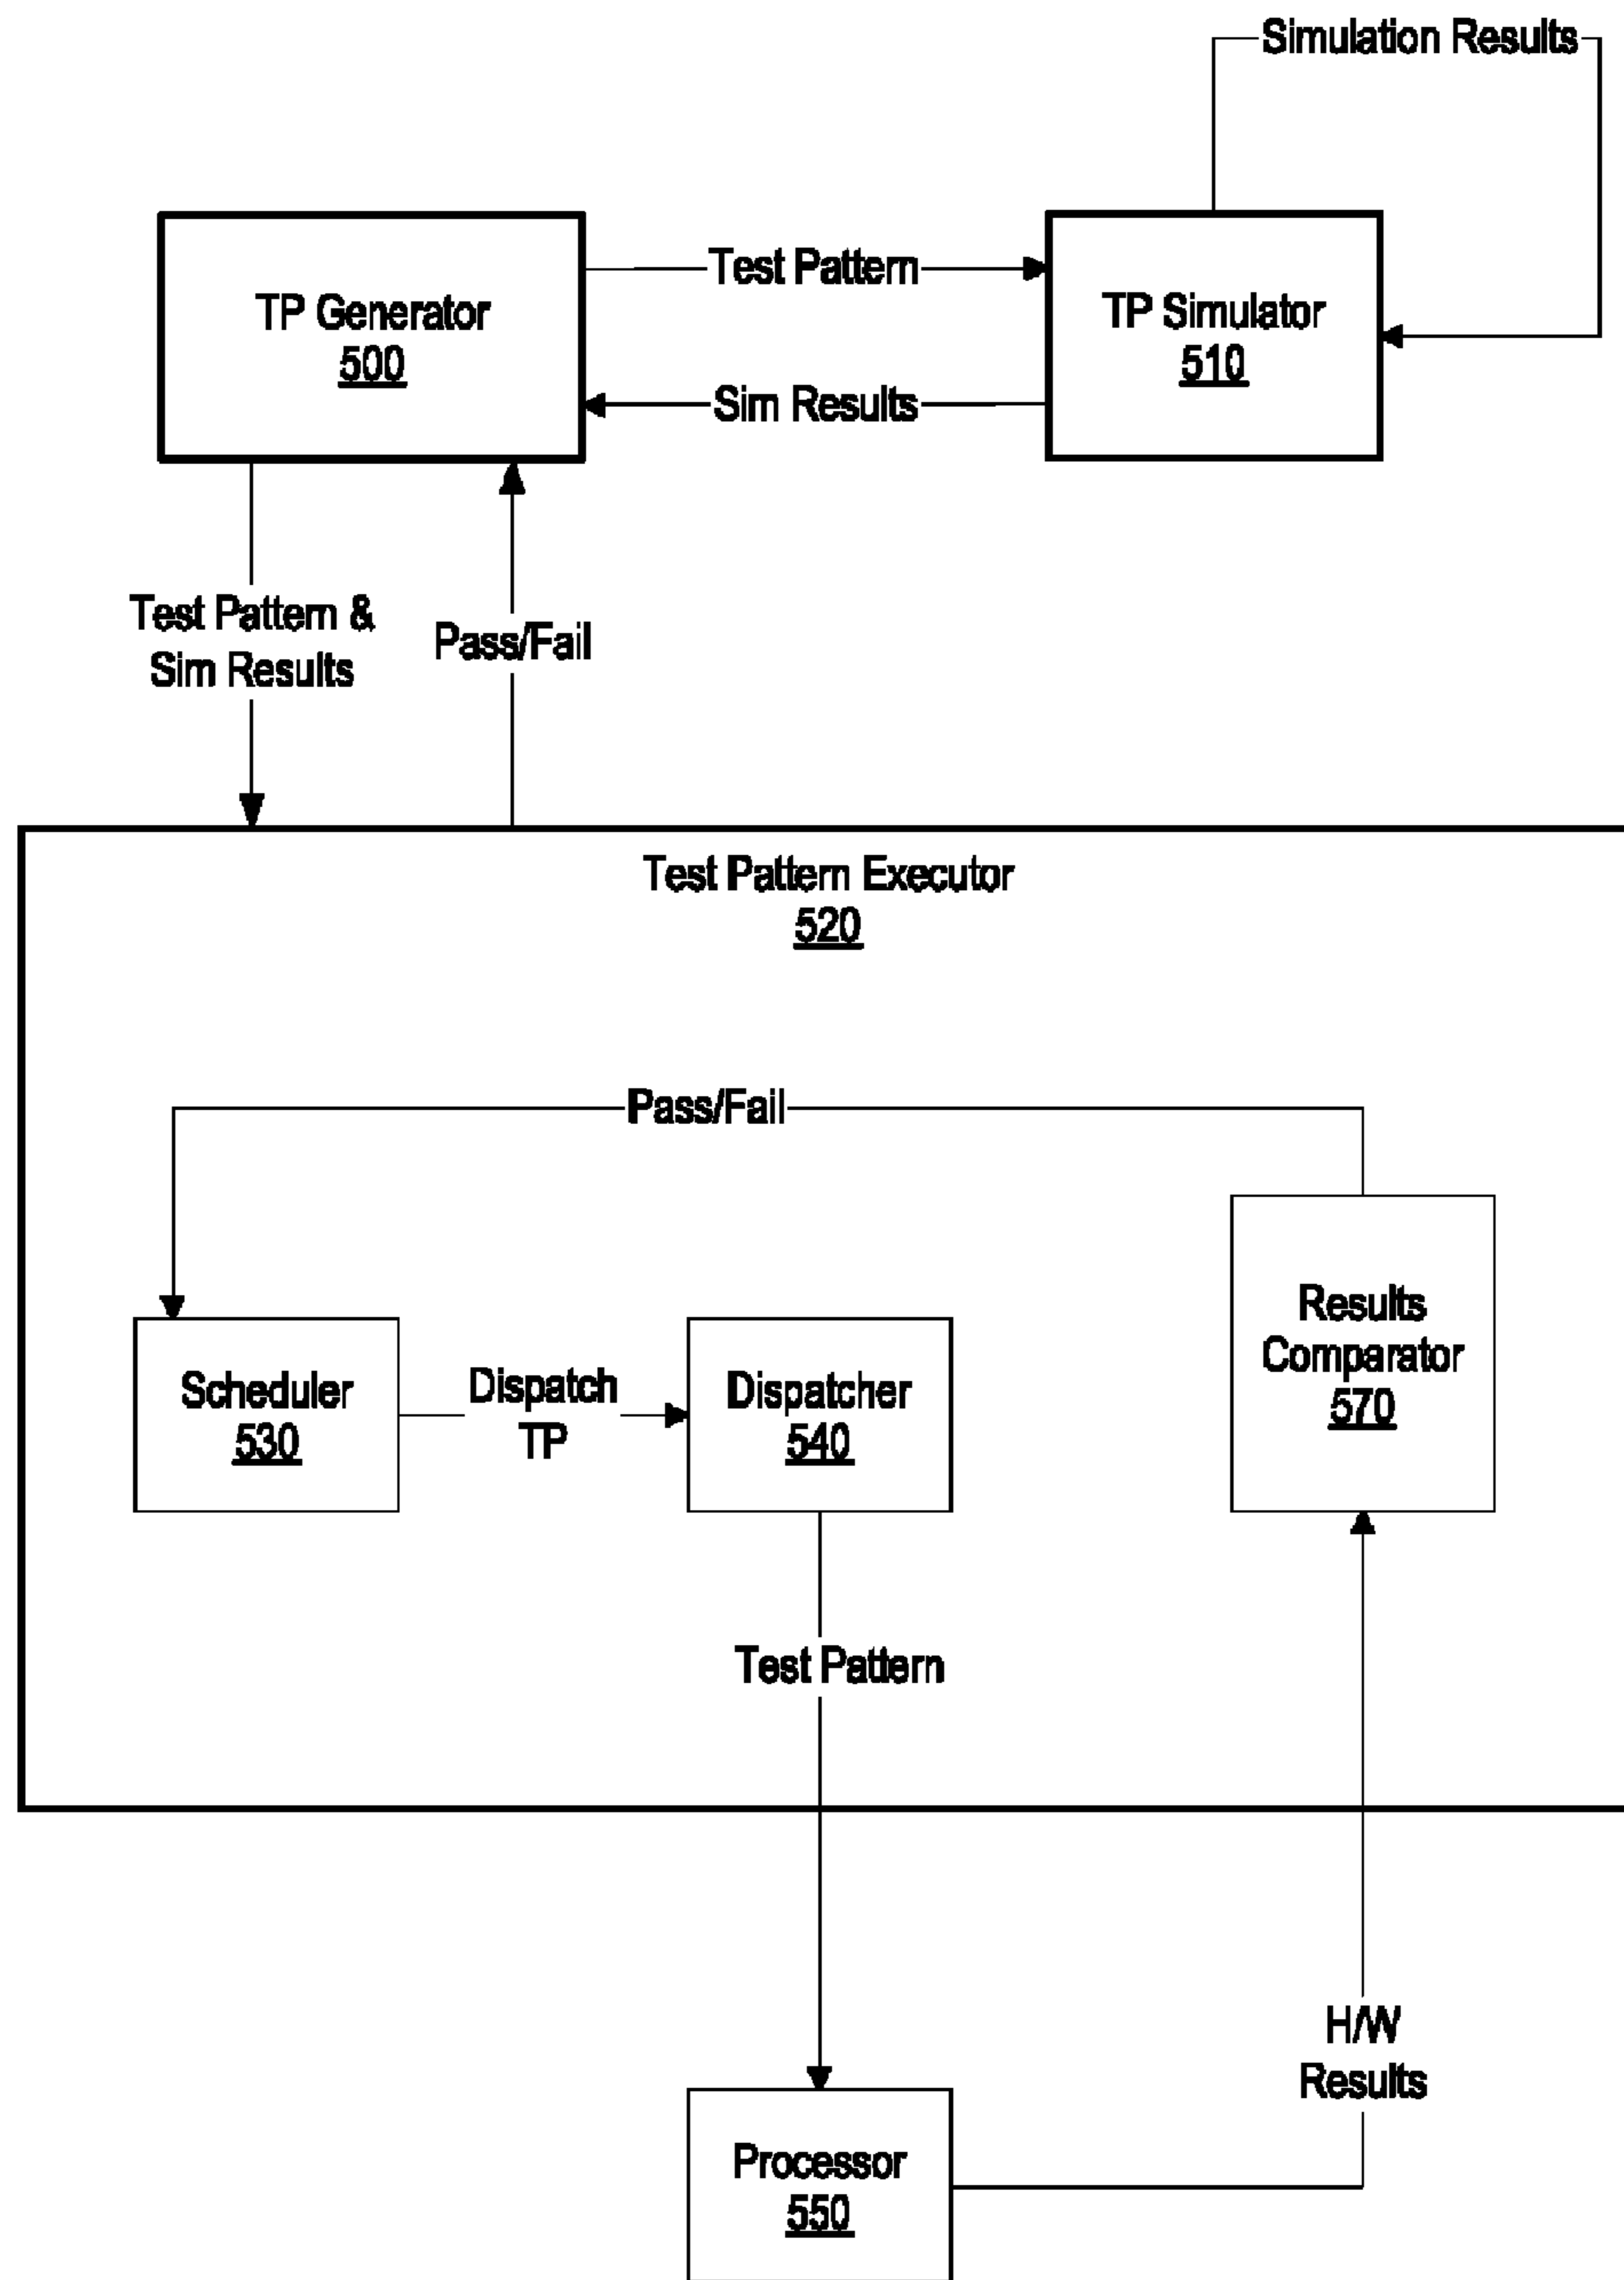 Simulation Results
Test Pattern
TP Generator
500
TP Simulator
510
Sim Results
Test Pattern &
Sim Results
Pass/Fail
Test Pattern Executor
520
Pass/Fail
Results
Comparator
570
Scheduler
530
Dispatch
TP
Dispatcher
540
Test Pattern
H/W
Results
Processor
550